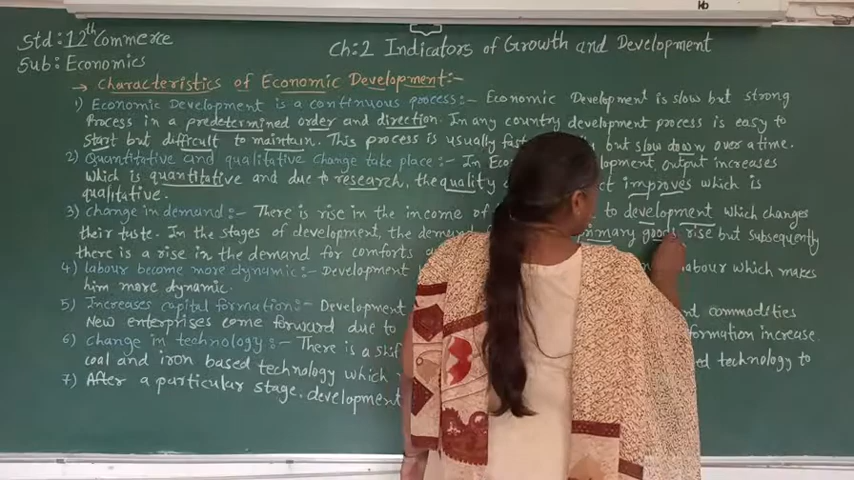 kb
Std:12th Commerce
Ch:2 Indicators of Growth and Development
Sub: Economics
→ Characteristics of Economic Development:-
1) Economic Development is a continuous process:- Economic Development is slow but strong
Process in a predetermined order and direction. In any country development process is easy to
start but difficult to maintain. This process is usually but slow down over a time.
2) Quantitative and qualitative change take place:- In output increases
which is quantitative and due to research, the quality improves which is
qualitative.
3) change in demand:- There is rise in the income of to development which changes
their taste. In the stages of development, the primary goods rise but subsequently
there is a rise in the demand for comforts
4) labour become more dynamic:- Development labour which makes
him more dynamic.
5) Increases capital formation:- Development commodities
New enterprises come forward due to increase.
6) change in technology:- There is a technology to
coal and iron based technology which
7) After a particular stage, development